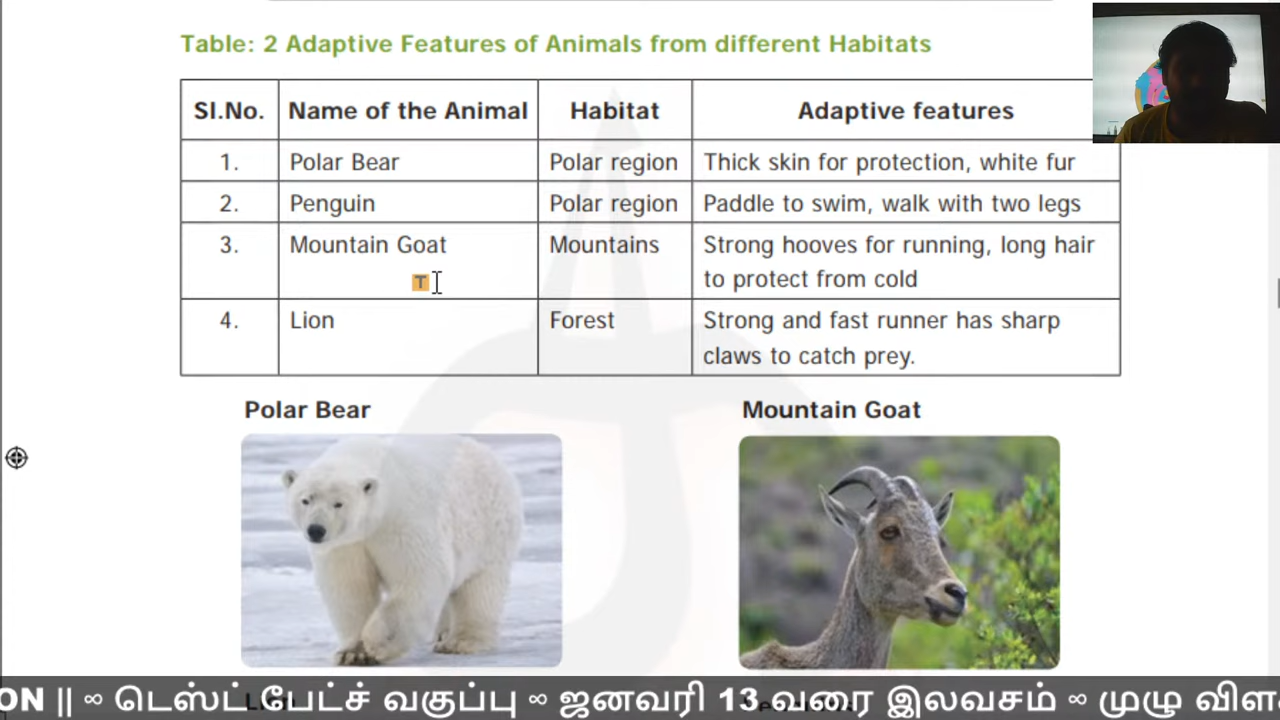 Table: 2 Adaptive Features of Animals from different Habitats
Sl.No. Name of the Animal Habitat Adaptive features
1. Polar Bear Polar region Thick skin for protection, white fur
2. Penguin Polar region Paddle to swim, walk with two legs
3. Mountain Goat Mountains Strong hooves for running, long hair
to protect from cold
T
4. Lion Forest Strong and fast runner has sharp
claws to catch prey.
Polar Bear Mountain Goat
ON || ∞ டெஸ்ட் பேட்ச் வகுப்பு ∞ ஜனவரி 13 வரை இலவசம் ∞ முழு விள